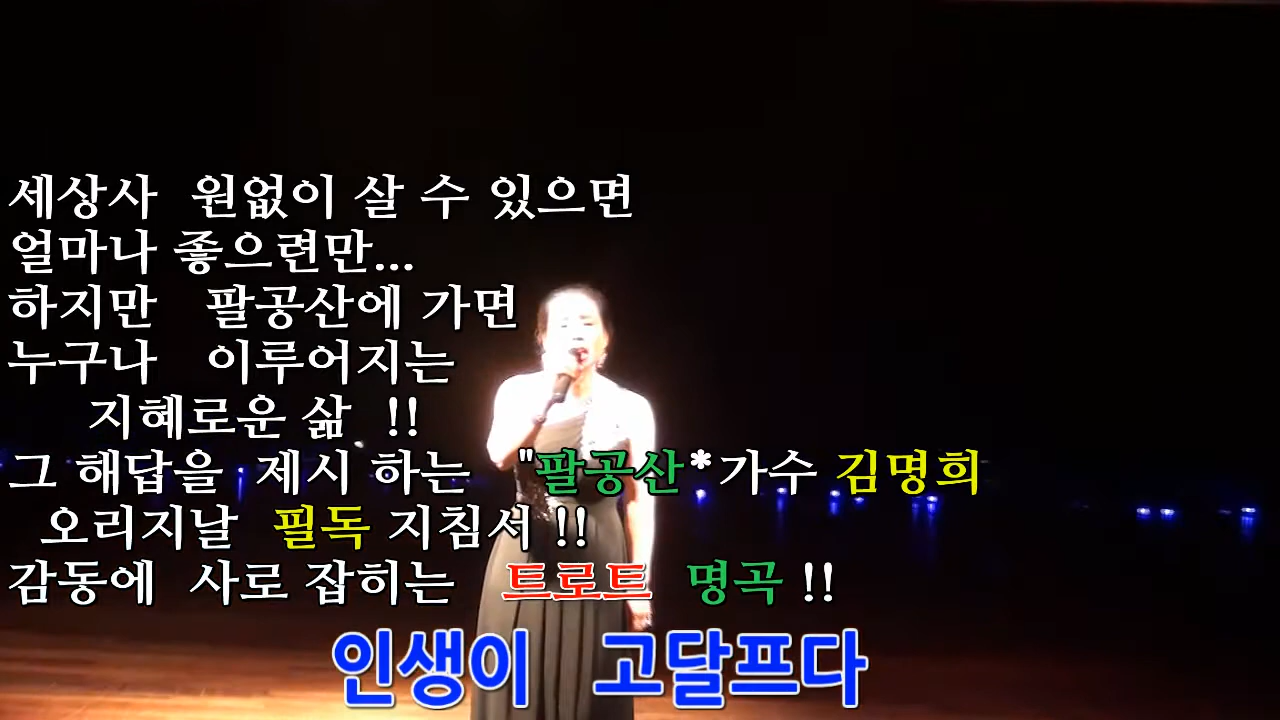 세상사 원없이 살 수 있으면
얼마나 좋으련만...
하지만 팔공산에 가면
누구나 이루어지는
지혜로운 삶 !!
그 해답을 제시 하는 "팔공산*가수 김명희
오리지날 필독 지침서 !!
감동에 사로 잡히는 트로트 명곡 !!
인생이 고달프다